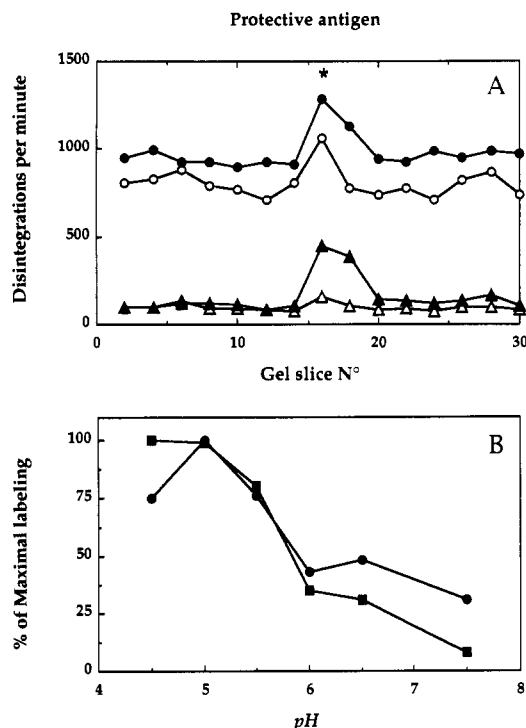 Protective antigen
A
*
Disintegrations per minute
1500
1000
500
0
0 10 20 30
Gel slice N°
B
% of Maximal labeling
100
75
50
25
0
4 5 6 7 8
pH